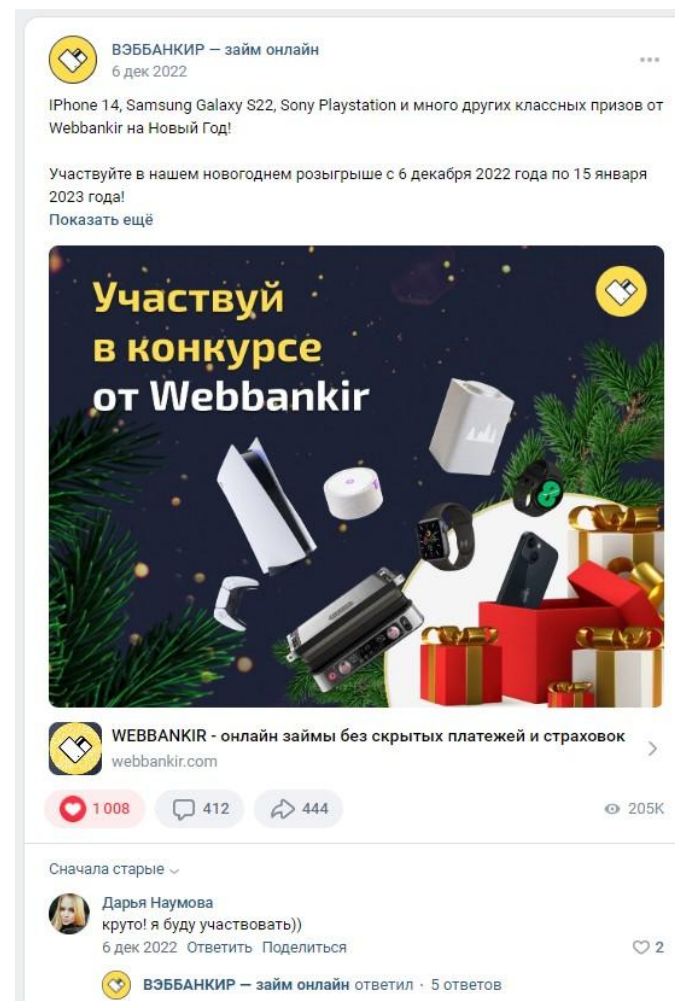 ВЭББАНКИР — займ онлайн
6 дек 2022
IPhone 14, Samsung Galaxy S22, Sony Playstation и много других классных призов от
Webbankir на Новый Год!
Участвуйте в нашем новогоднем розыгрыше с 6 декабря 2022 года по 15 января
2023 года!
Показать ещё
Участвуй
в конкурсе
от Webbankir
WEBBANKIR - онлайн займы без скрытых платежей и страховок
webbankir.com
1 008 412 444 205K
Сначала старые
Дарья Наумова
круто! я буду участвовать))
6 дек 2022 Ответить Поделиться 2
ВЭББАНКИР — займ онлайн ответил · 5 ответов